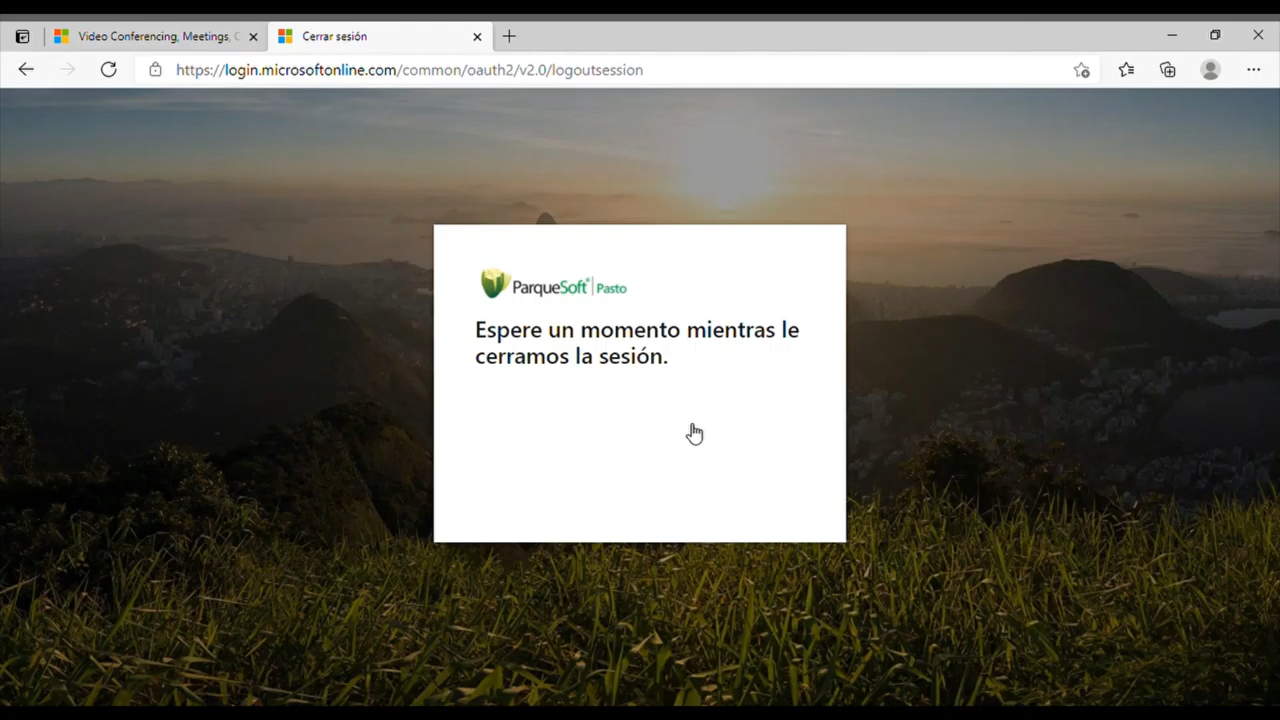 Video Conferencing, Meetings, C
Cerrar sesión
https://login.microsoftonline.com/common/oauth2/v2.0/logoutsession
ParqueSoft® Pasto
Espere un momento mientras le
cerramos la sesión.